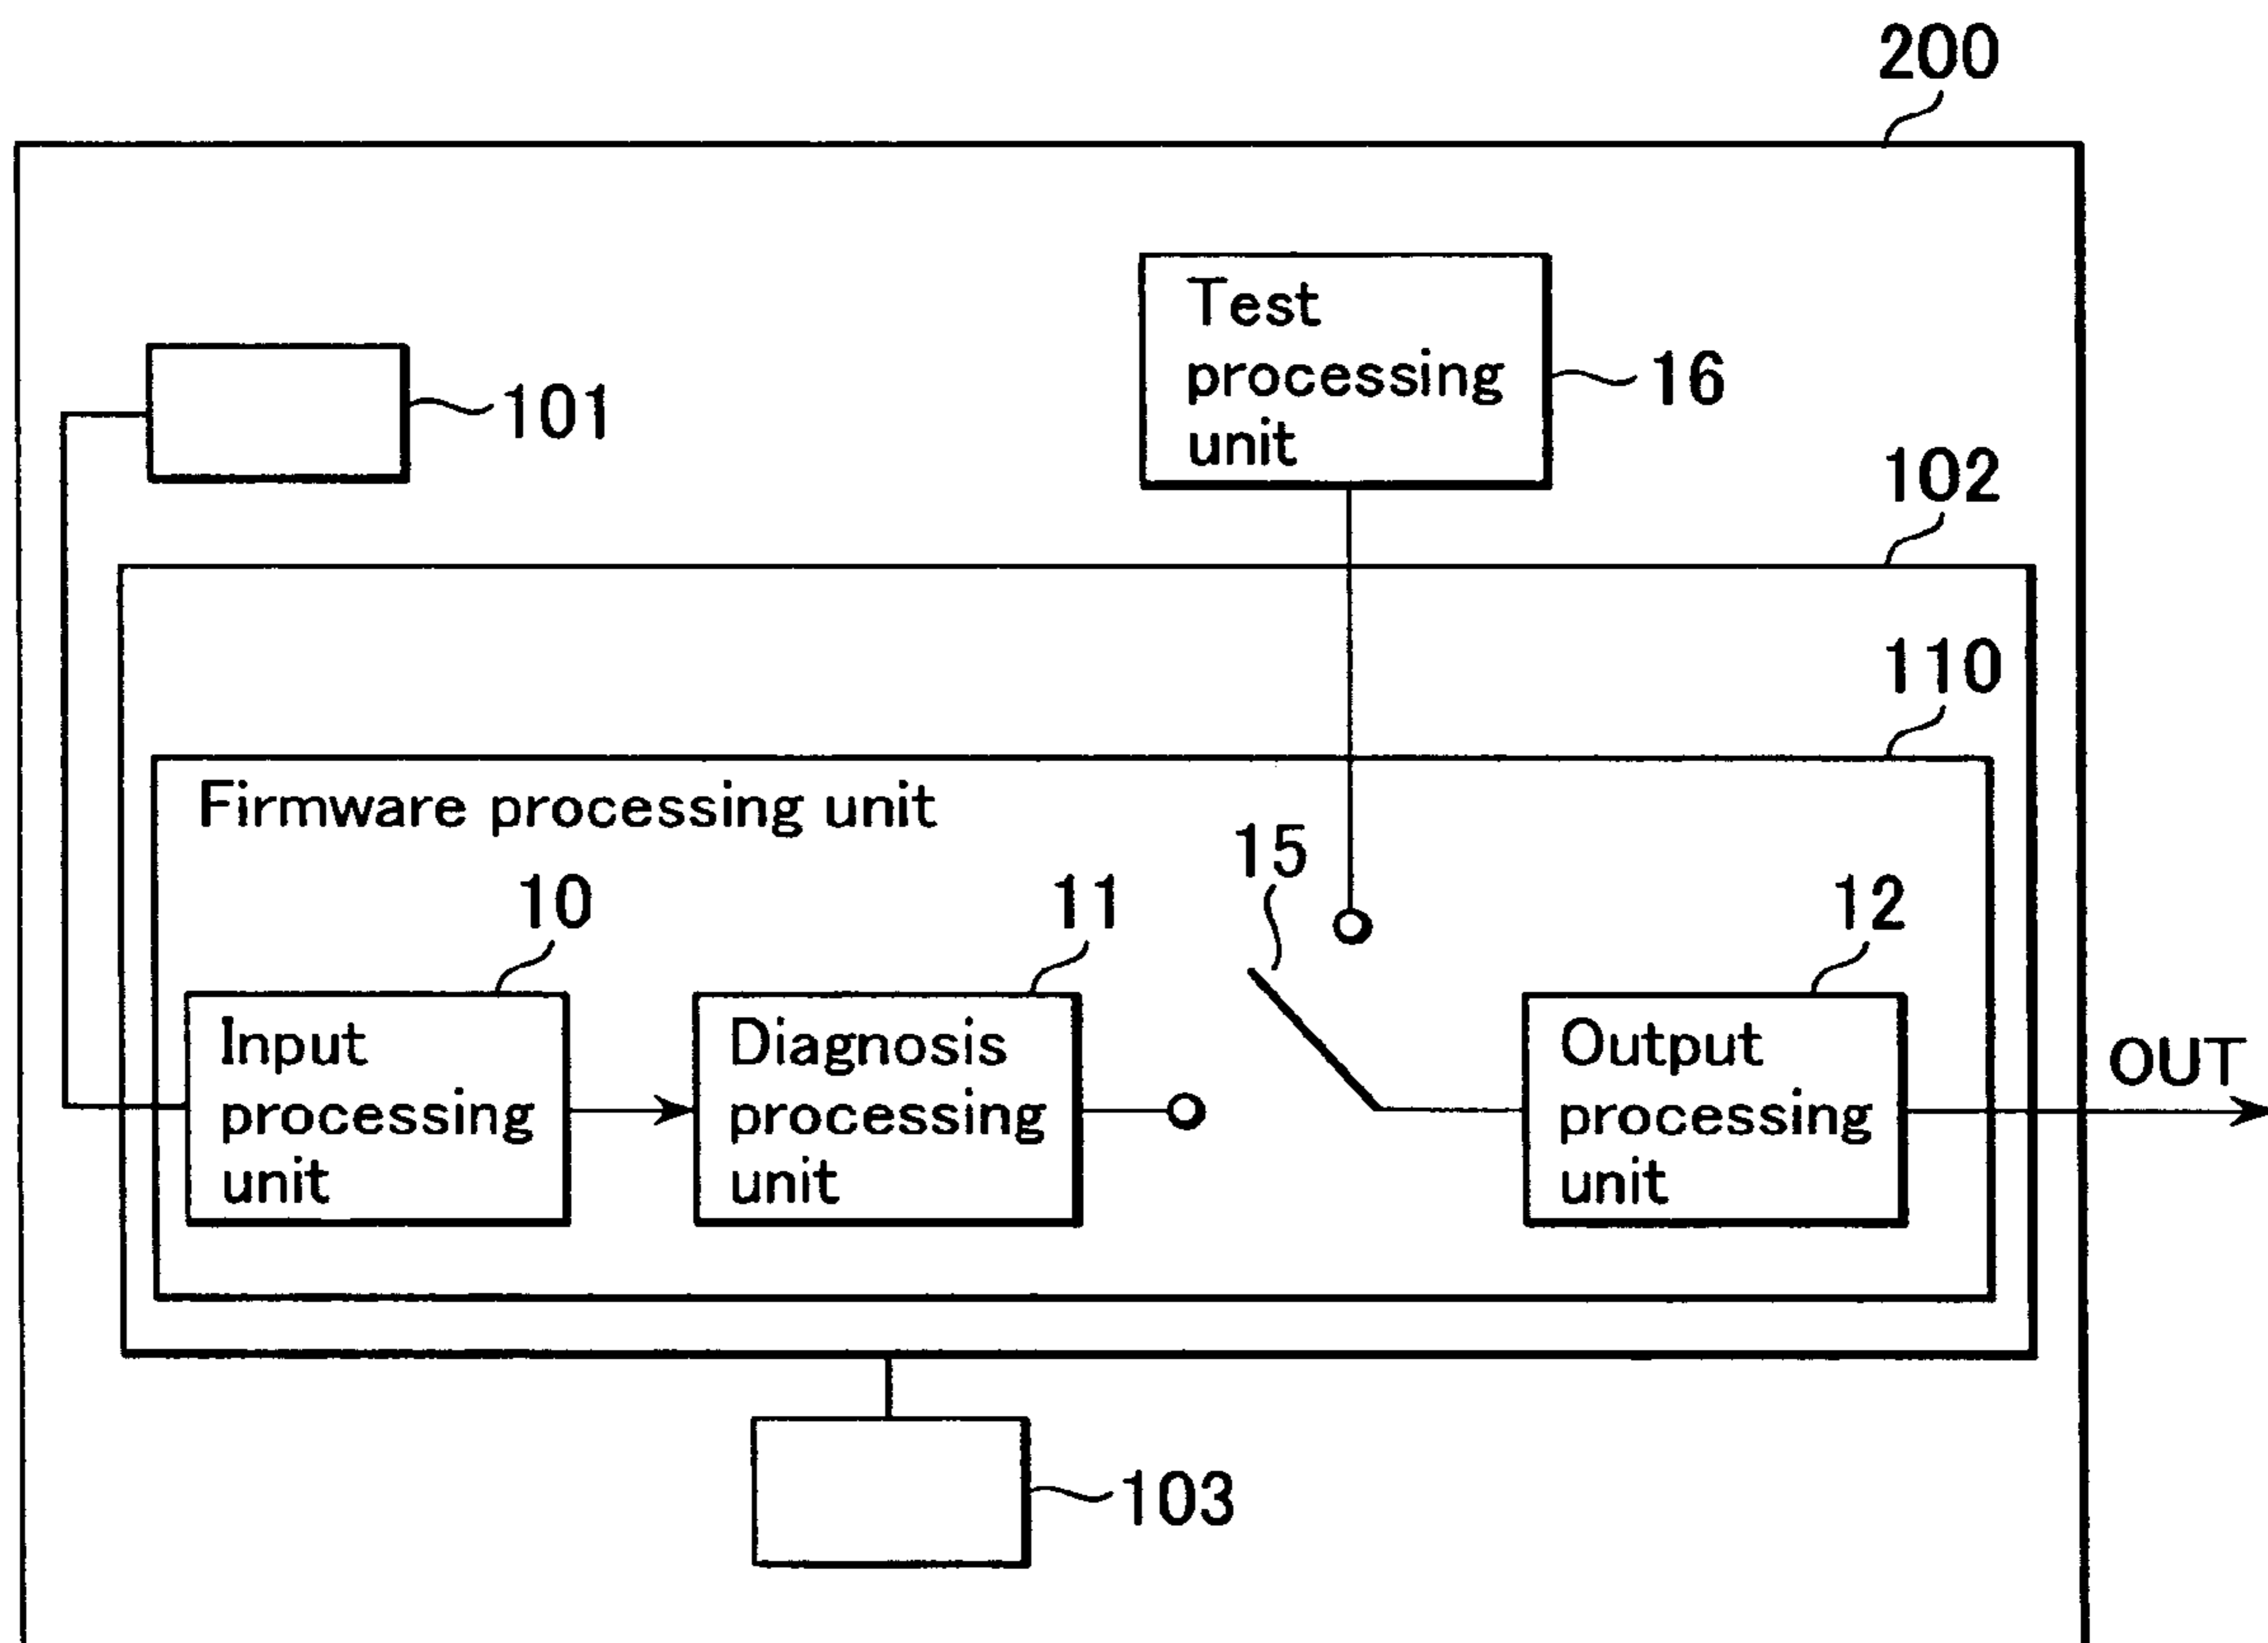 200
Test
processing
unit
16
101
102
110
Firmware processing unit
15
10
11
12
Input
processing
unit
Diagnosis
processing
unit
Output
processing
unit
OUT
103